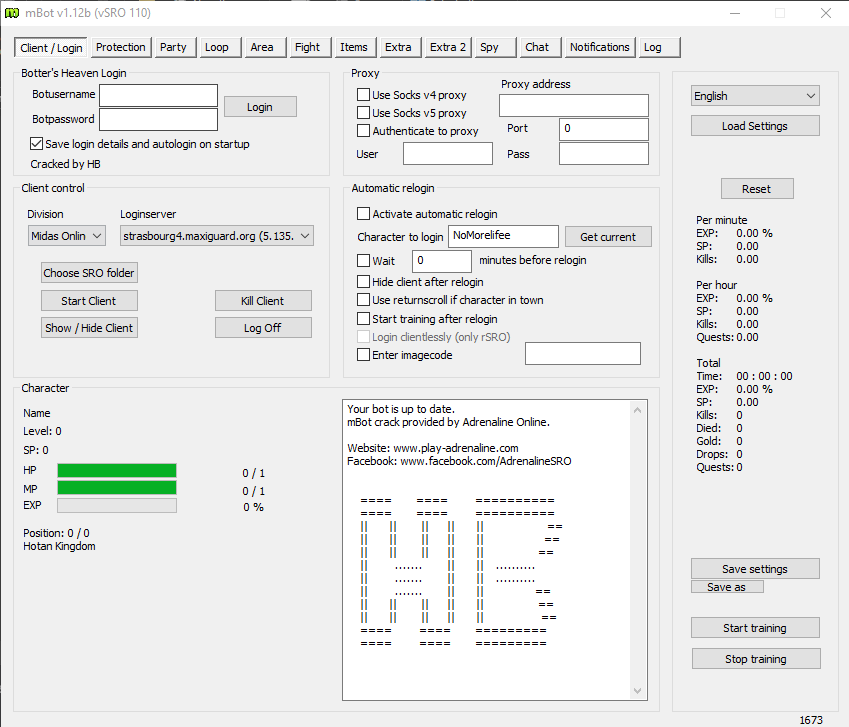 mBot v1.12b (vSRO 110)
Client / Login Protection Party Loop Area Fight Items Extra Extra 2 Spy Chat Notifications Log
Botter's Heaven Login
Botusername
Botpassword
Login
Save login details and autologin on startup
Cracked by HB
Proxy
Use Socks v4 proxy
Use Socks v5 proxy
Authenticate to proxy
Proxy address
Port 0
User
Pass
English
Load Settings
Client control
Division
Loginserver
Midas Onlin
strasbourg4.maxiguard.org (5.135.
Choose SRO folder
Start Client
Kill Client
Show / Hide Client
Log Off
Automatic relogin
Activate automatic relogin
Character to login NoMorelifee Get current
Wait 0 minutes before relogin
Hide client after relogin
Use returnscroll if character in town
Start training after relogin
Login clientlessly (only rSRO)
Enter imagecode
Reset
Per minute
EXP: 0.00 %
SP: 0.00
Kills: 0.00
Per hour
EXP: 0.00 %
SP: 0.00
Kills: 0.00
Quests: 0.00
Total
Time: 00 : 00 : 00
EXP: 0.00 %
SP: 0.00
Kills: 0
Died: 0
Gold: 0
Drops: 0
Quests: 0
Character
Name
Level: 0
SP: 0
HP 0 / 1
MP 0 / 1
EXP 0 %
Position: 0 / 0
Hotan Kingdom
Your bot is up to date.
mBot crack provided by Adrenaline Online.
Website: www.play-adrenaline.com
Facebook: www.facebook.com/AdrenalineSRO
==== ==== ==========
==== ==== ==========
|| || || || || ==
|| || || || || ==
|| || || || || ==
|| ....... || || ..........
|| ....... || || ..........
|| ....... || || ==
|| || || || || ==
|| || || || || ==
==== ==== =========
==== ==== =========
Save settings
Save as
Start training
Stop training
1673